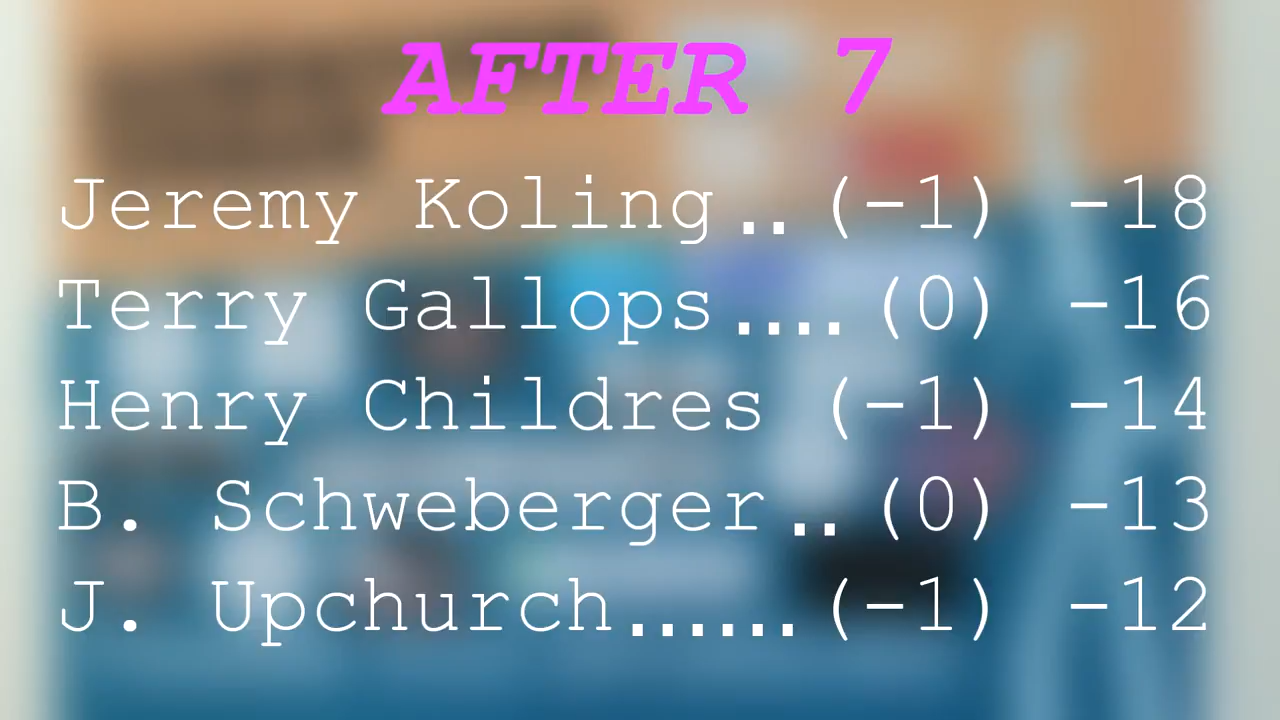 AFTER 7
Jeremy Koling..(-1) -18
Terry Gallops....(0) -16
Henry Childres (-1) -14
B. Schweberger..(0) -13
J. Upchurch......(-1) -12